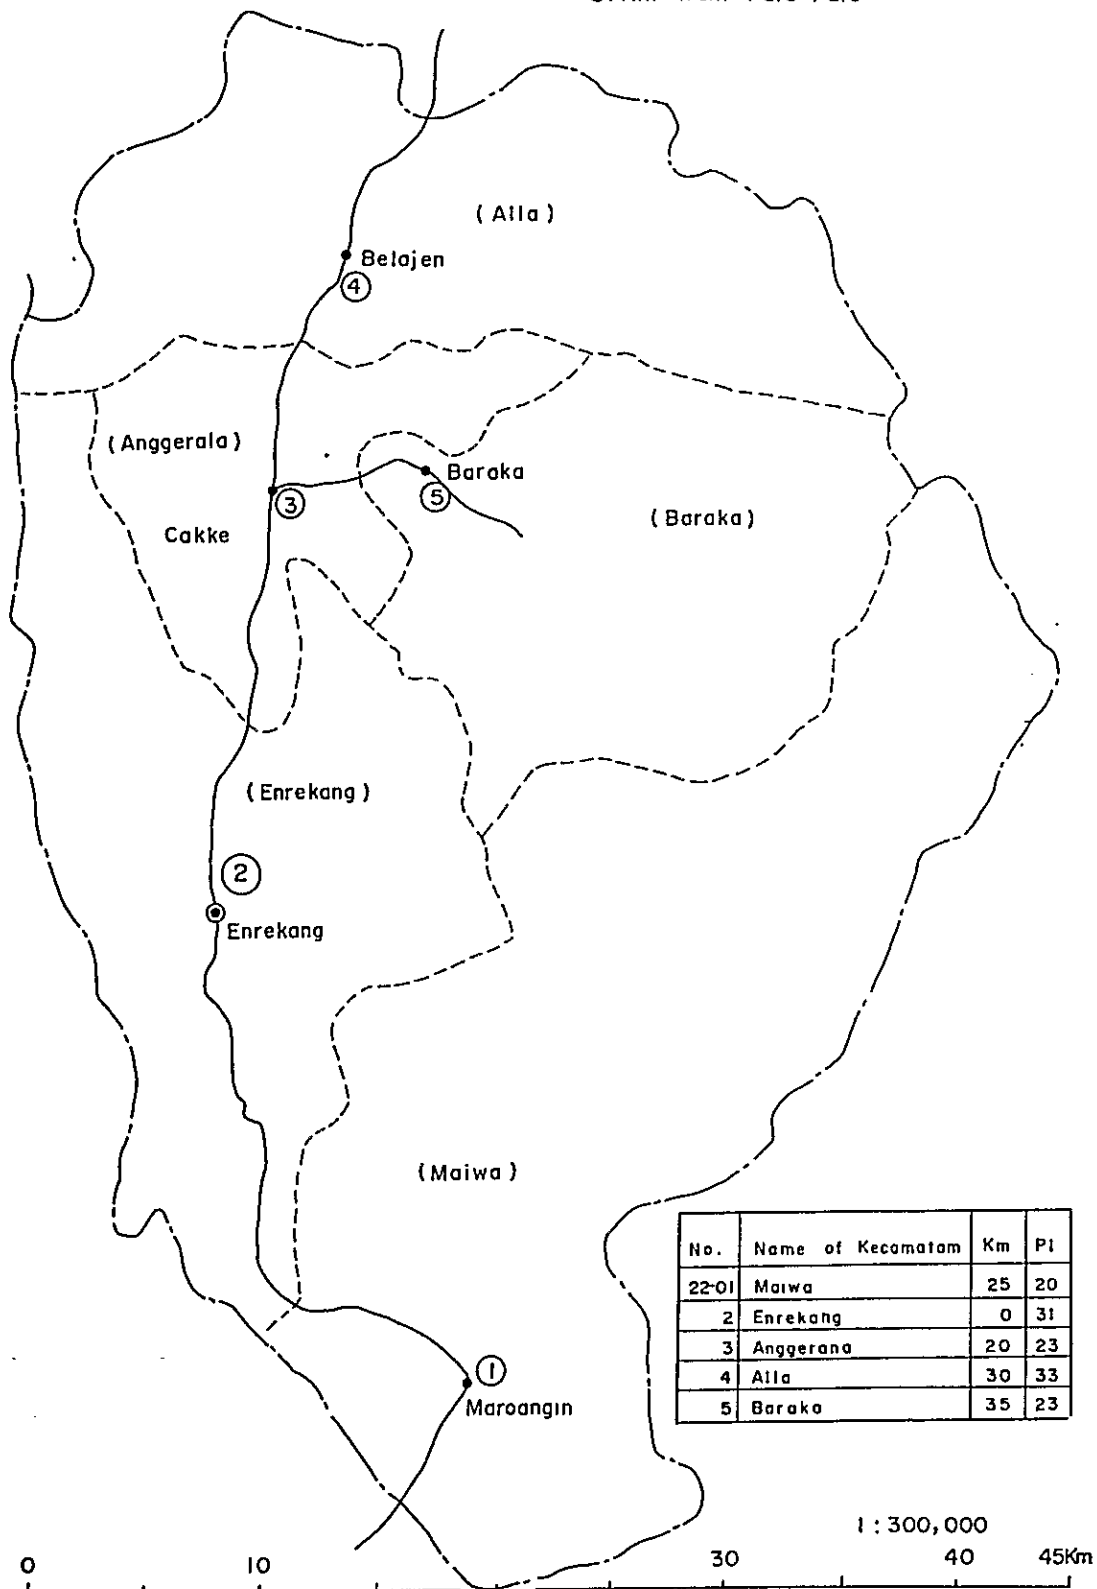 (Alla)
Belajen
4
(Anggerala)
Baraka
3
5
(Baraka)
Cakke
(Enrekang)
2
Enrekang
(Maiwa)
No. Name of Kecamatam Km Pl
22-01 Maiwa 25 20
2 Enrekang 0 31
3 Anggerana 20 23
4 Alla 30 33
5 Baraka 35 23
1
Maroangin
1 : 300,000
0 10 30 40 45Km